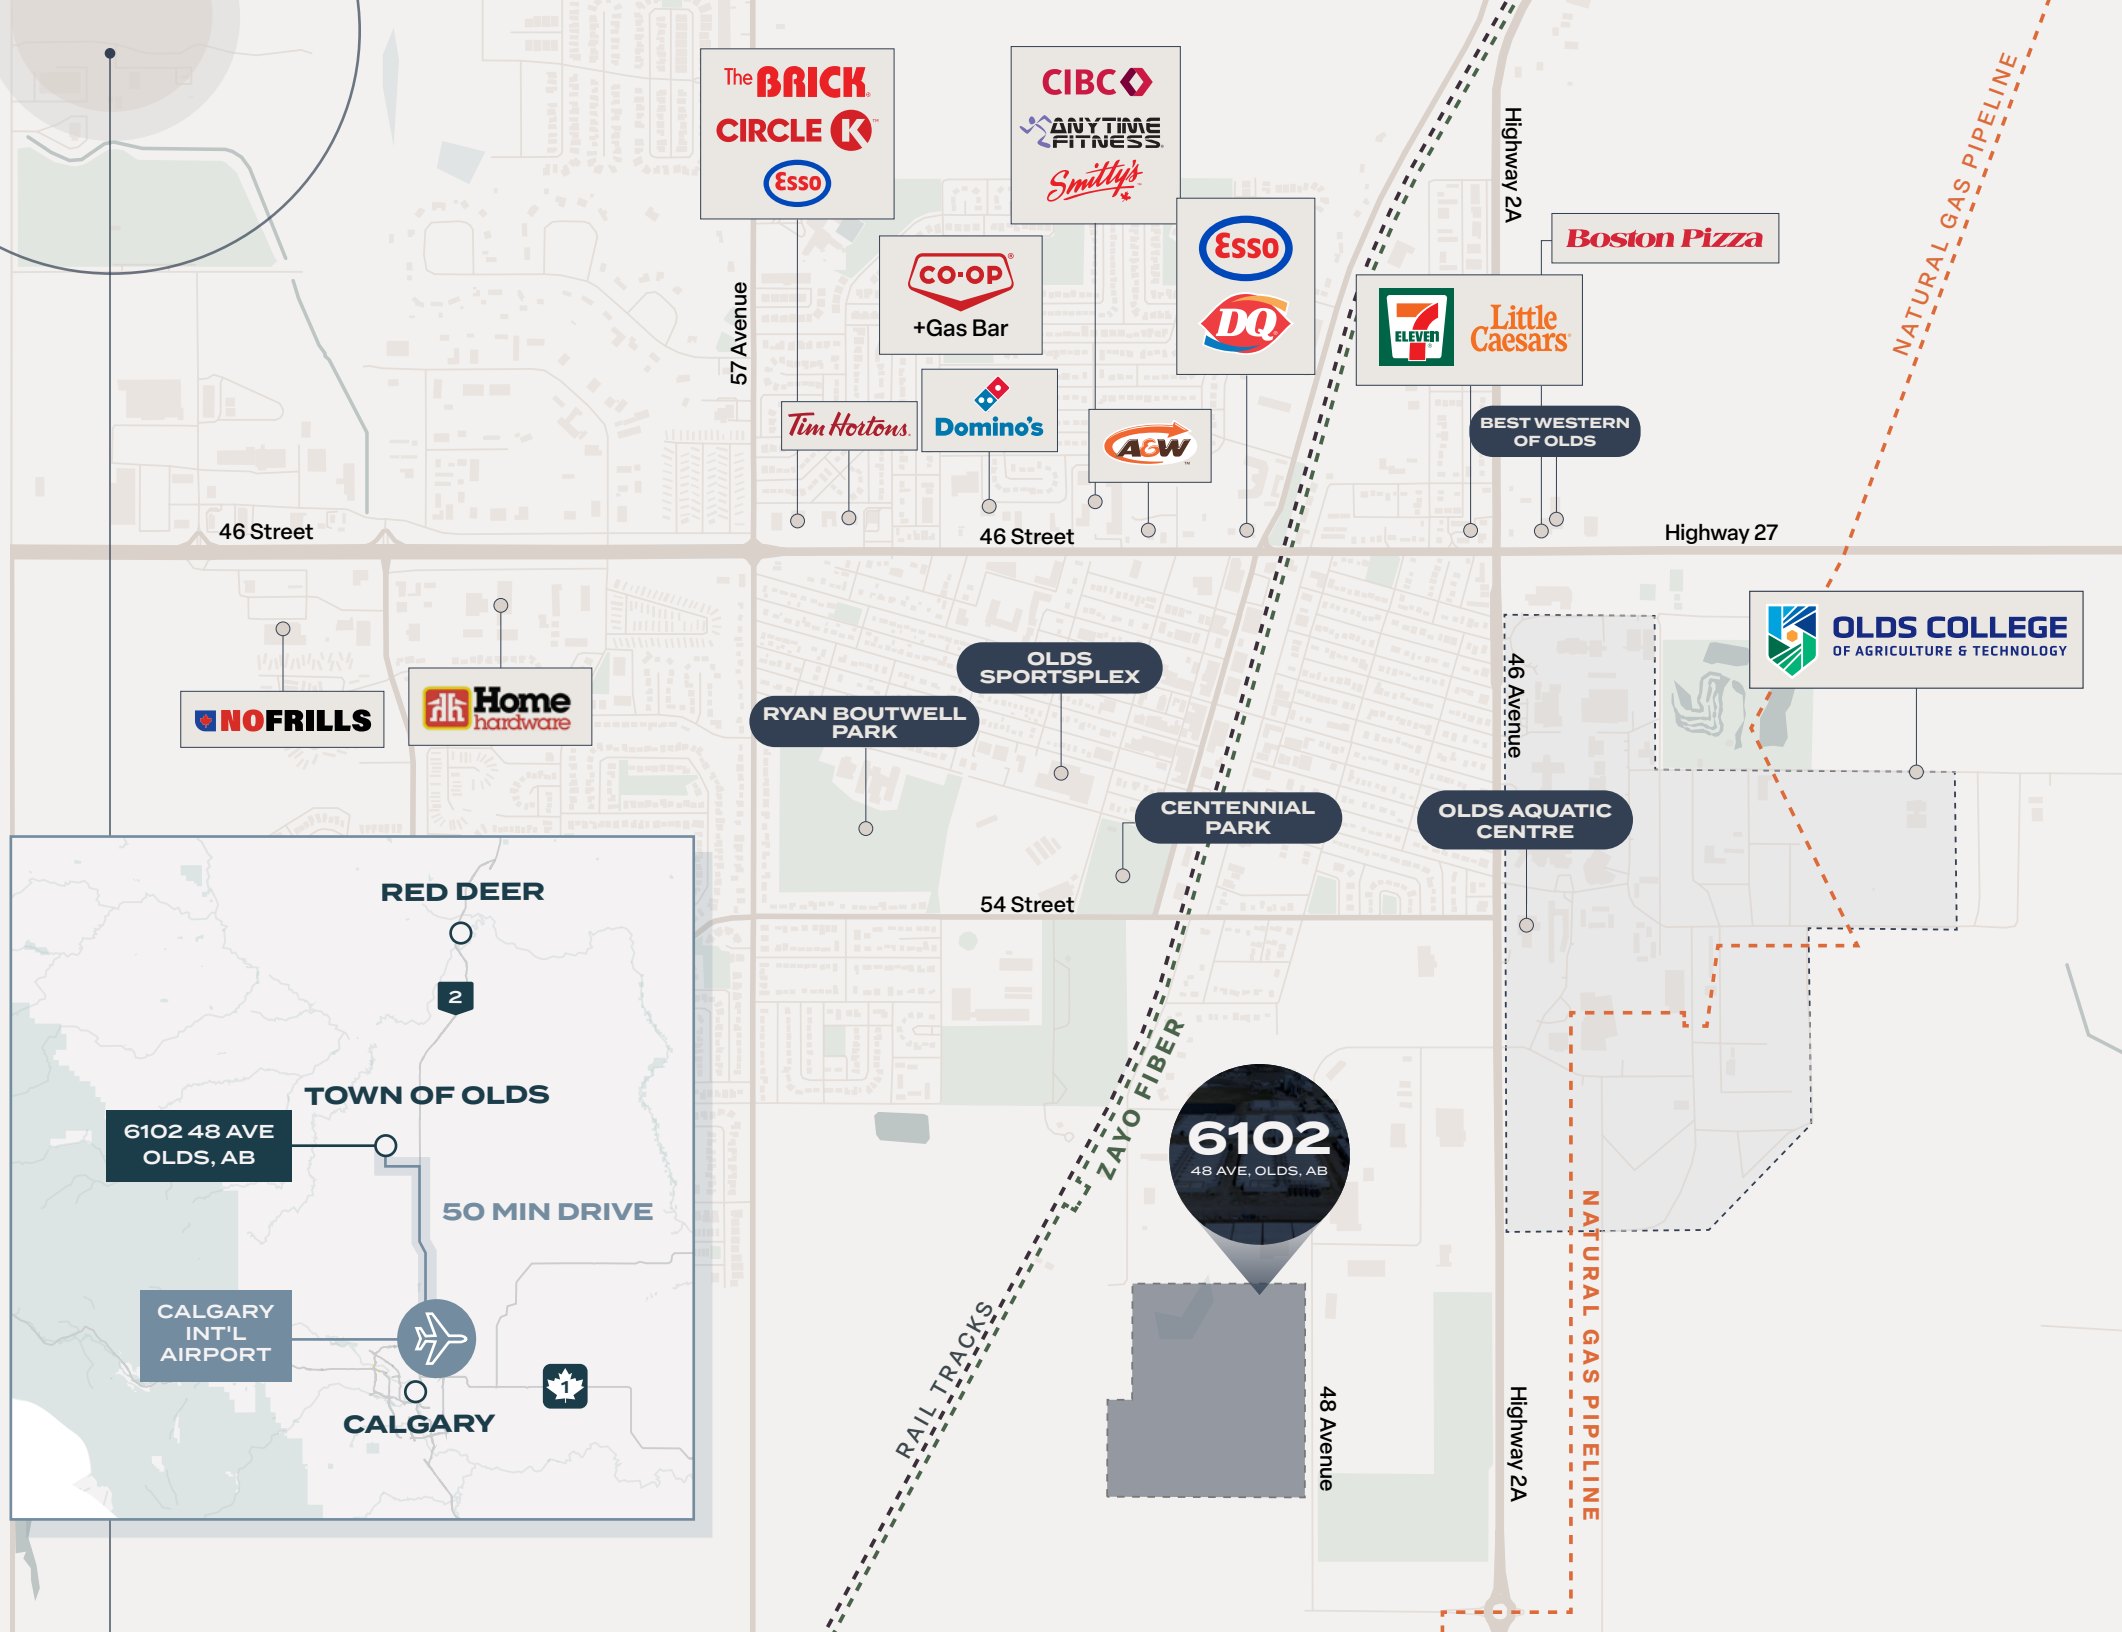 The BRICK
CIRCLE K
Esso
CIBC
ANYTIME
FITNESS
Smitty's
Esso
DQ
CO·OP
+Gas Bar
Tim Hortons
Domino's
A&W
Highway 2A
Boston Pizza
7
ELEVEn
Little
Caesars
BEST WESTERN
OF OLDS
NATURAL GAS PIPELINE
57 Avenue
46 Street
46 Street
Highway 27
NOFRILLS
Home
hardware
RYAN BOUTWELL
PARK
OLDS
SPORTSPLEX
CENTENNIAL
PARK
46 Avenue
OLDS AQUATIC
CENTRE
OLDS COLLEGE
OF AGRICULTURE & TECHNOLOGY
54 Street
RED DEER
2
TOWN OF OLDS
6102 48 AVE
OLDS, AB
50 MIN DRIVE
CALGARY
INT'L
AIRPORT
1
CALGARY
ZAYO FIBER
6102
48 AVE, OLDS, AB
RAIL TRACKS
48 Avenue
Highway 2A
NATURAL GAS PIPELINE